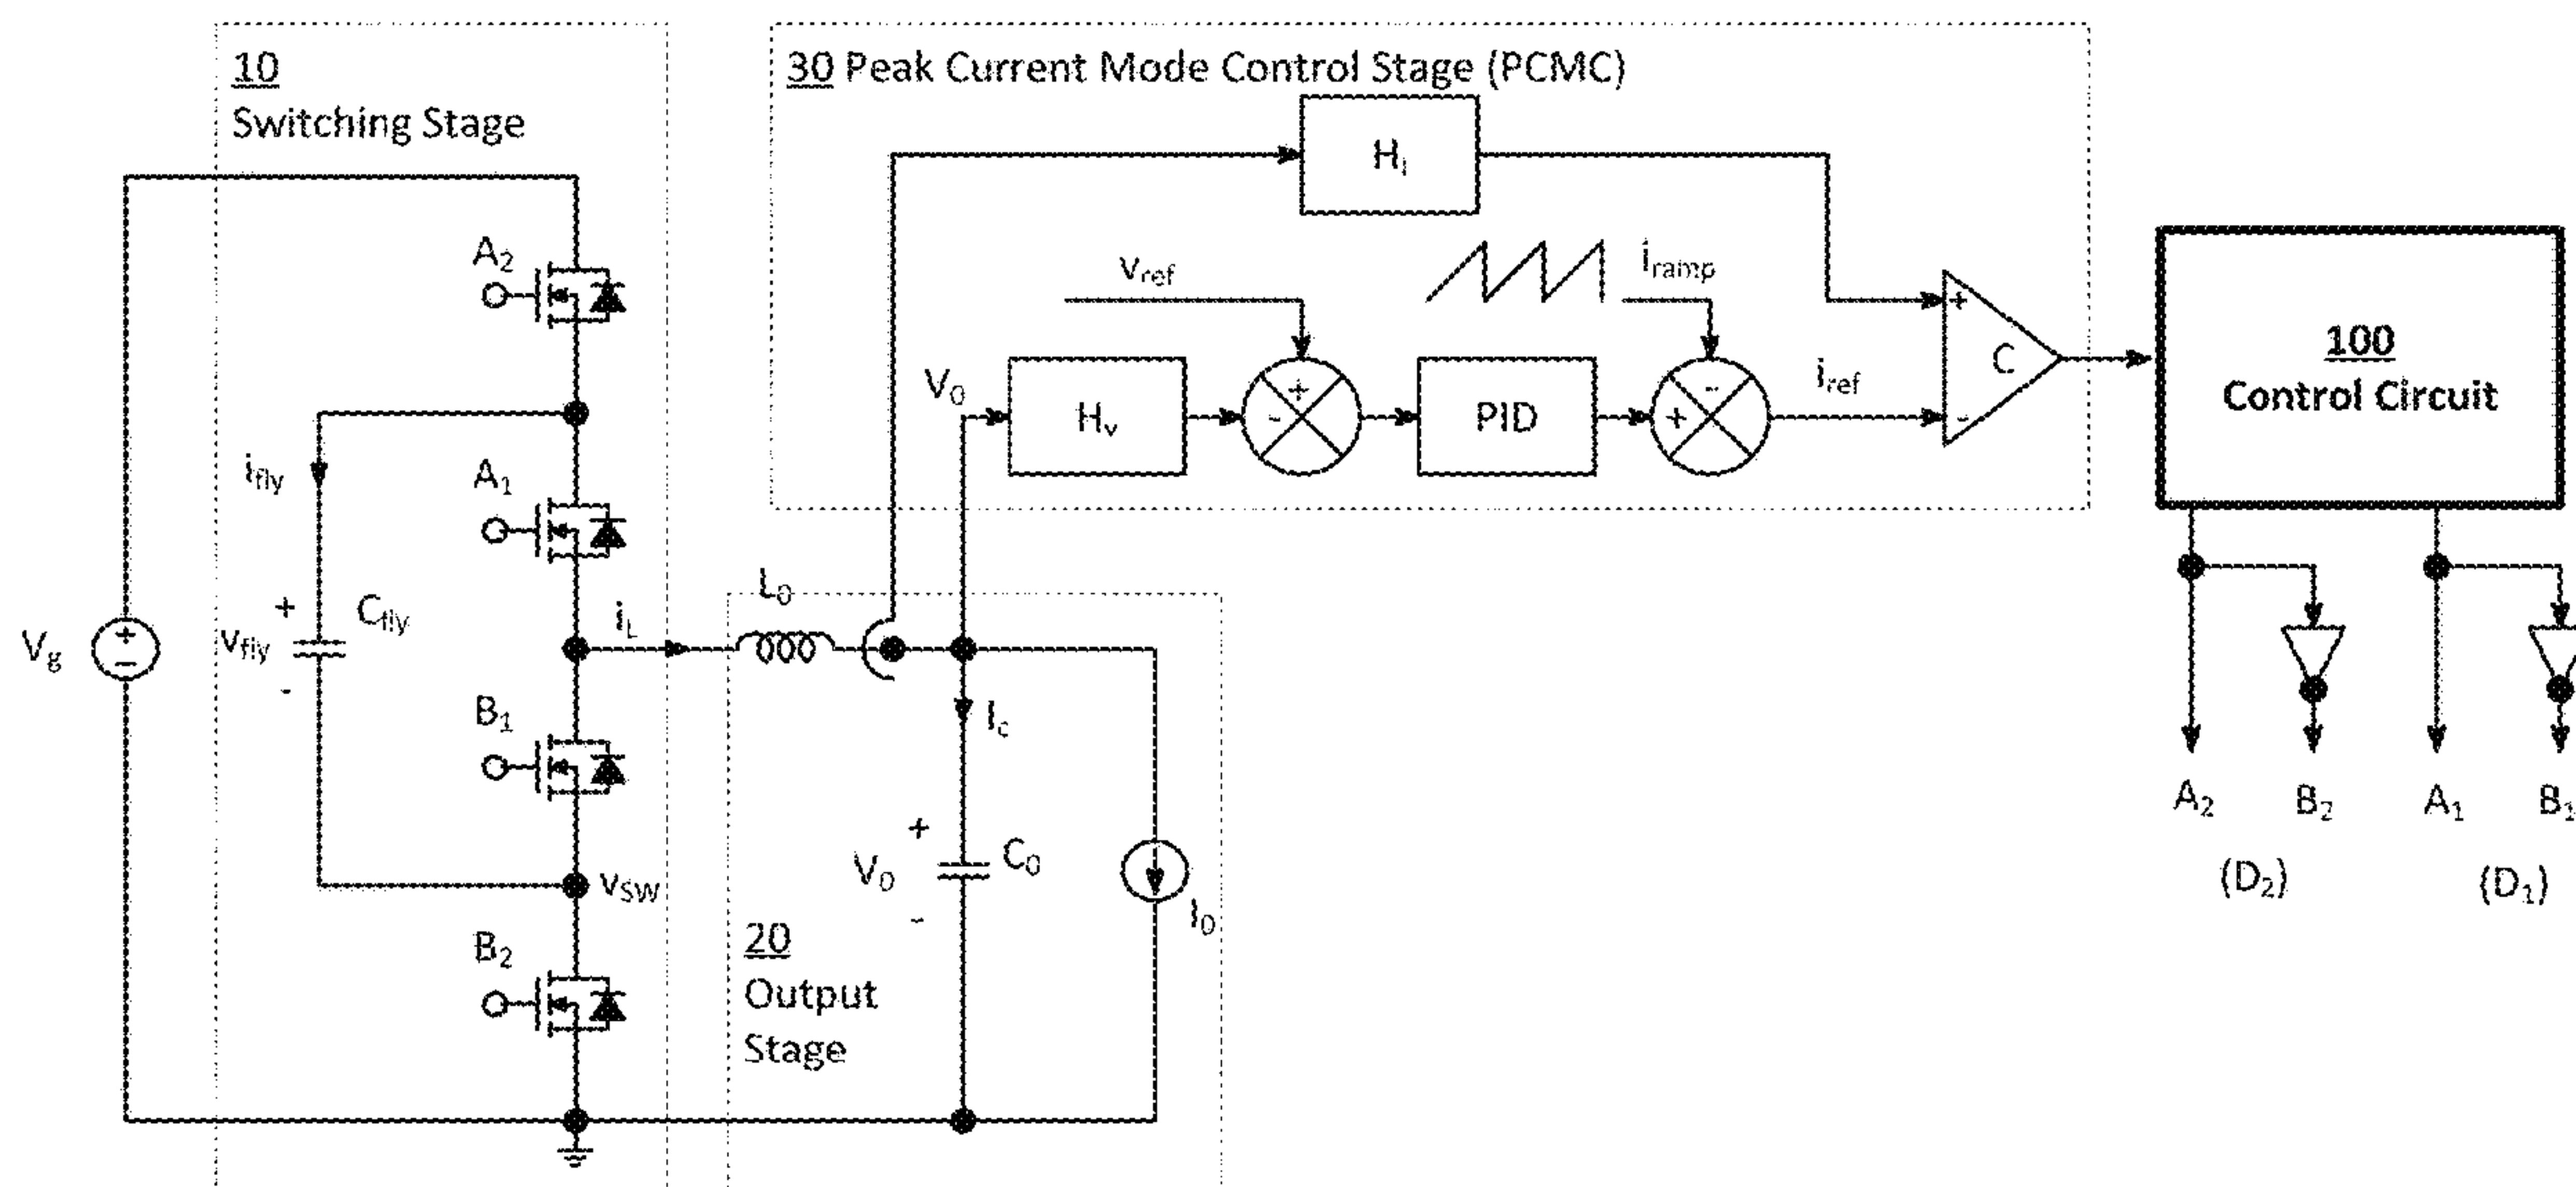 10
Switching Stage
30 Peak Current Mode Control Stage (PCMC)
Hᵢ
A₂
vref
iramp
100
Control Circuit
C
+
-
V₀
Hᵥ
+
-
PID
-
+
iref
ifly
A₁
L₀
iL
+
vfly
-
Cfly
Vg
+
−
B₁
Ic
A₂
B₂
A₁
B₁
(D₂)
(D₁)
+
V₀
-
C₀
I₀
vSW
B₂
20
Output
Stage